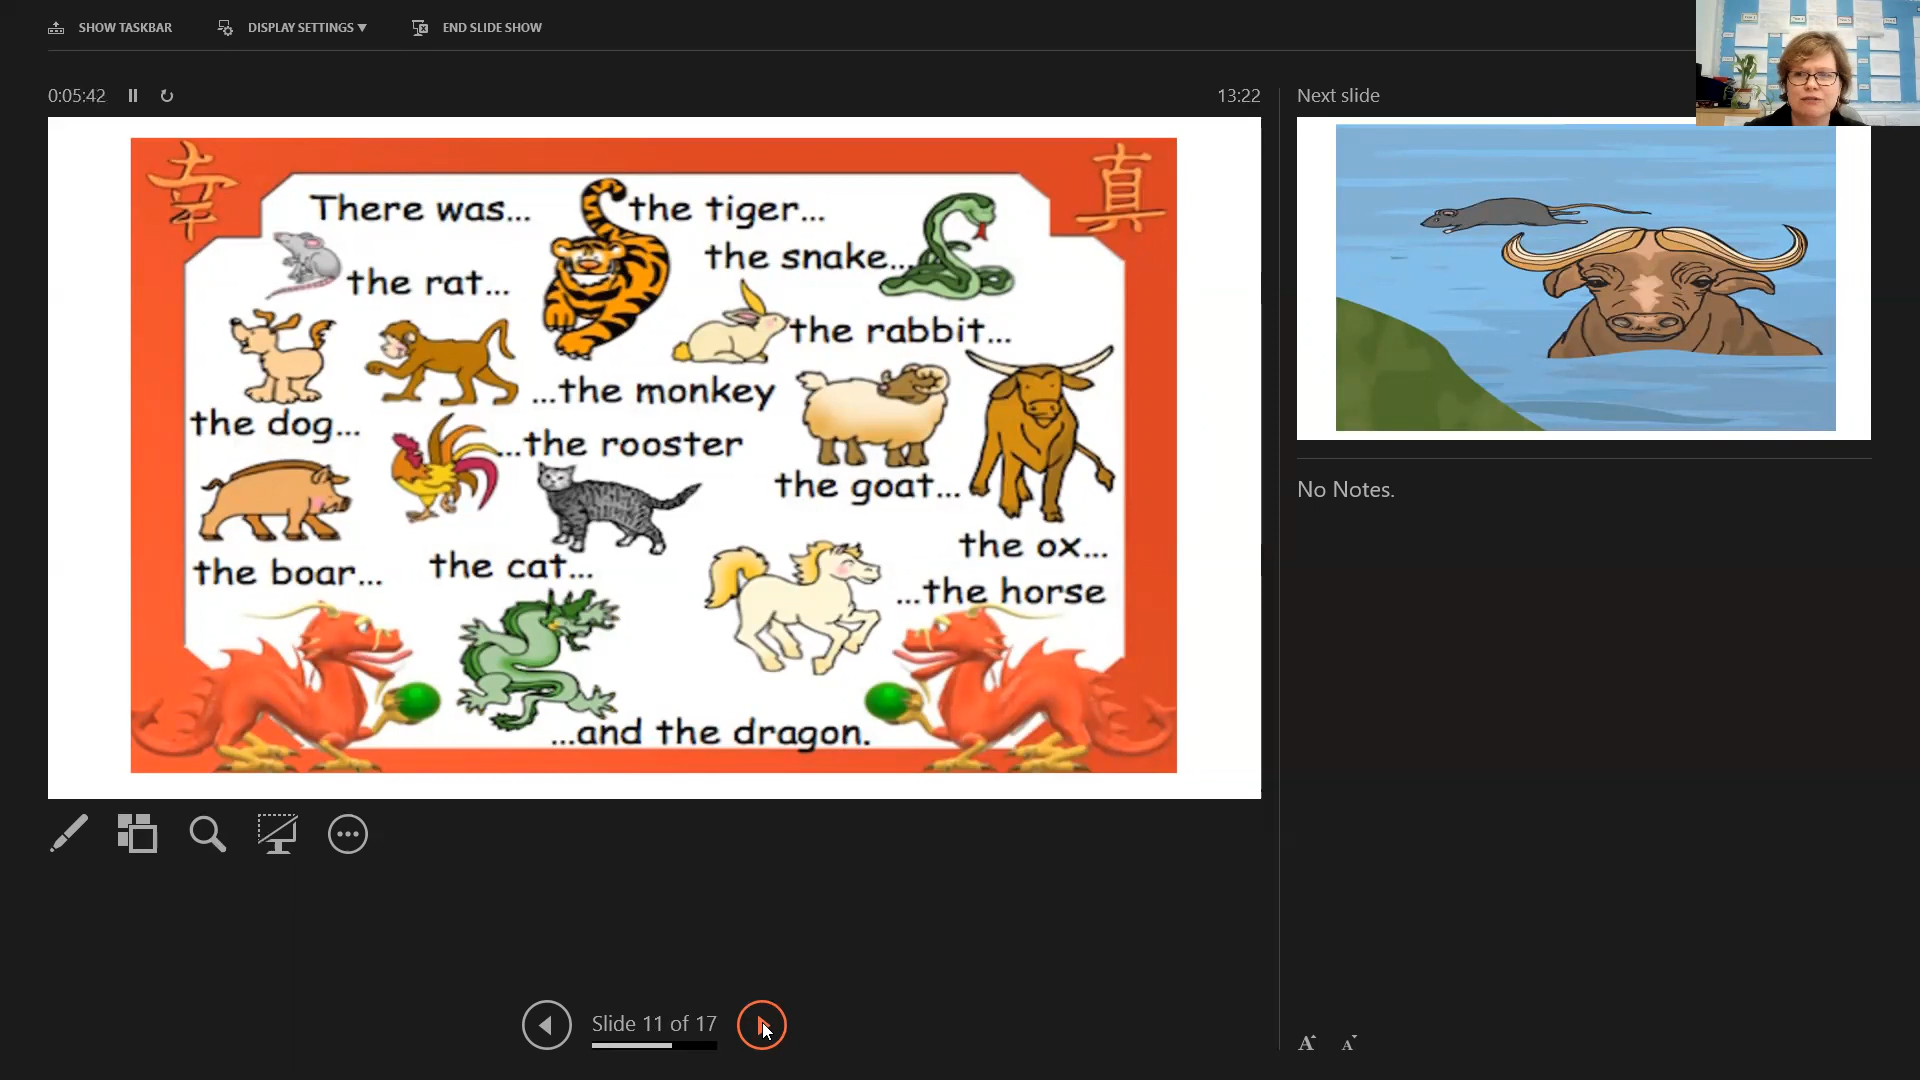 SHOW TASKBAR
DISPLAY SETTINGS ▼
END SLIDE SHOW
0:05:42
13:22
Next slide
幸
真
There was...
the tiger...
the snake...
the rat...
the rabbit...
...the monkey
the dog...
...the rooster
the goat...
the ox...
the boar...
the cat...
...the horse
...and the dragon.
No Notes.
Slide 11 of 17
A A